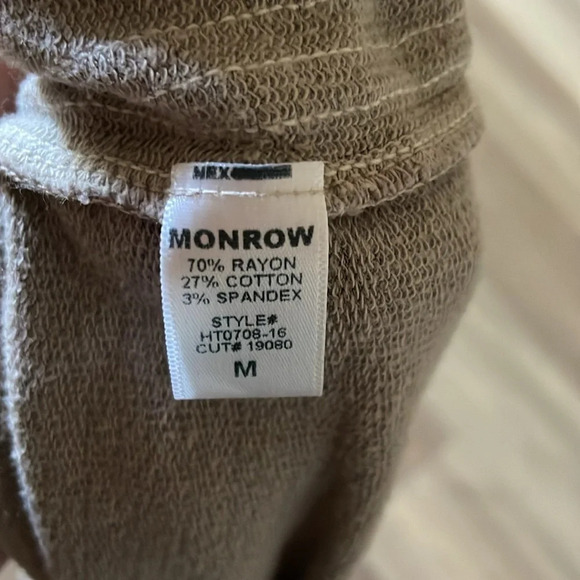 MONROW
70% RAYON
27% COTTON
3% SPANDEX
STYLE#
HT0708-16
CUT# 19080
M